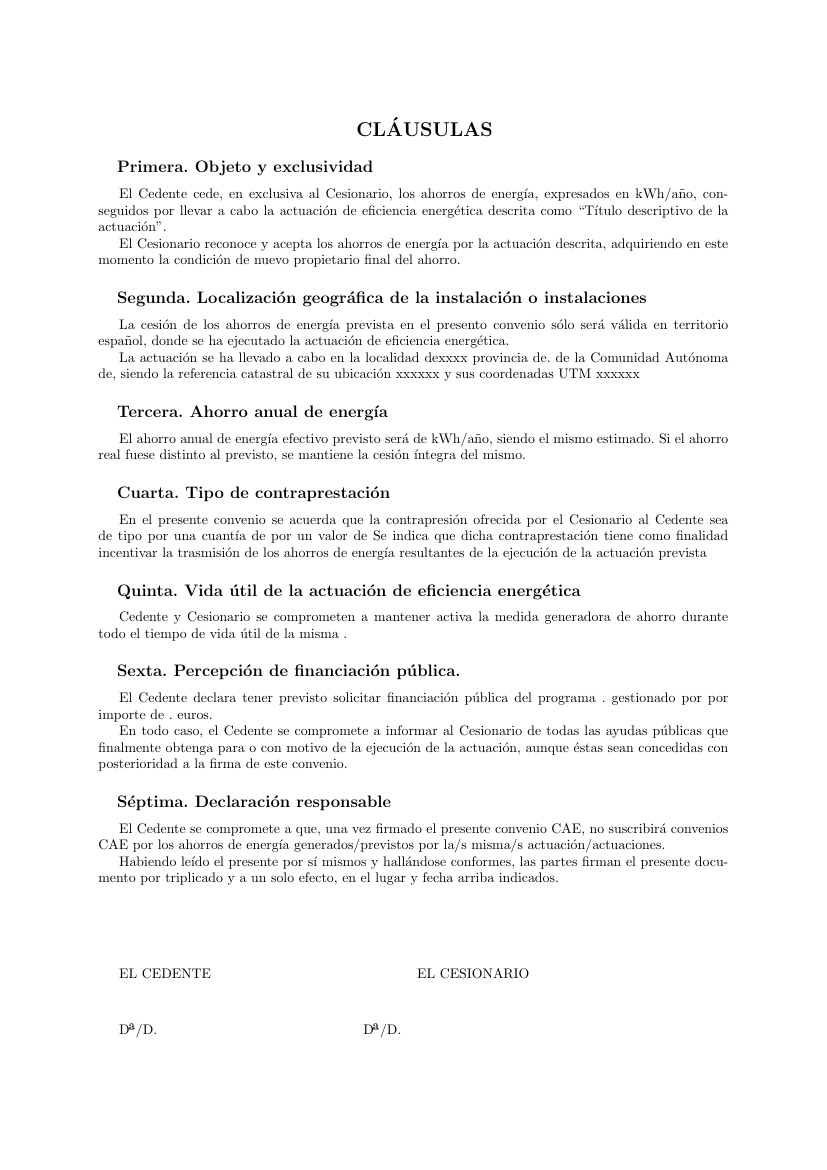 CLÁUSULAS
Primera. Objeto y exclusividad
El Cedente cede, en exclusiva al Cesionario, los ahorros de energía, expresados en kWh/año, con-
seguidos por llevar a cabo la actuación de eficiencia energética descrita como “Título descriptivo de la
actuación”.
El Cesionario reconoce y acepta los ahorros de energía por la actuación descrita, adquiriendo en este
momento la condición de nuevo propietario final del ahorro.
Segunda. Localización geográfica de la instalación o instalaciones
La cesión de los ahorros de energía prevista en el presento convenio sólo será válida en territorio
español, donde se ha ejecutado la actuación de eficiencia energética.
La actuación se ha llevado a cabo en la localidad dexxxx provincia de. de la Comunidad Autónoma
de, siendo la referencia catastral de su ubicación xxxxxx y sus coordenadas UTM xxxxxx
Tercera. Ahorro anual de energía
El ahorro anual de energía efectivo previsto será de kWh/año, siendo el mismo estimado. Si el ahorro
real fuese distinto al previsto, se mantiene la cesión íntegra del mismo.
Cuarta. Tipo de contraprestación
En el presente convenio se acuerda que la contrapresión ofrecida por el Cesionario al Cedente sea
de tipo por una cuantía de por un valor de Se indica que dicha contraprestación tiene como finalidad
incentivar la trasmisión de los ahorros de energía resultantes de la ejecución de la actuación prevista
Quinta. Vida útil de la actuación de eficiencia energética
Cedente y Cesionario se comprometen a mantener activa la medida generadora de ahorro durante
todo el tiempo de vida útil de la misma .
Sexta. Percepción de financiación pública.
El Cedente declara tener previsto solicitar financiación pública del programa . gestionado por por
importe de . euros.
En todo caso, el Cedente se compromete a informar al Cesionario de todas las ayudas públicas que
finalmente obtenga para o con motivo de la ejecución de la actuación, aunque éstas sean concedidas con
posterioridad a la firma de este convenio.
Séptima. Declaración responsable
El Cedente se compromete a que, una vez firmado el presente convenio CAE, no suscribirá convenios
CAE por los ahorros de energía generados/previstos por la/s misma/s actuación/actuaciones.
Habiendo leído el presente por sí mismos y hallándose conformes, las partes firman el presente docu-
mento por triplicado y a un solo efecto, en el lugar y fecha arriba indicados.
EL CEDENTE EL CESIONARIO
Dª/D. Dª/D.